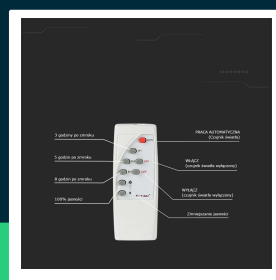 3 godziny po zmroku
5 godzin po zmroku
8 godzin po zmroku
100% jasności
PRACA AUTOMATYCZNA
(Czujnik światła)
WŁĄCZ
(czujnik światła wyłączony)
WYŁĄCZ
(czujnik światła wyłączony)
Zmniejszanie jasności